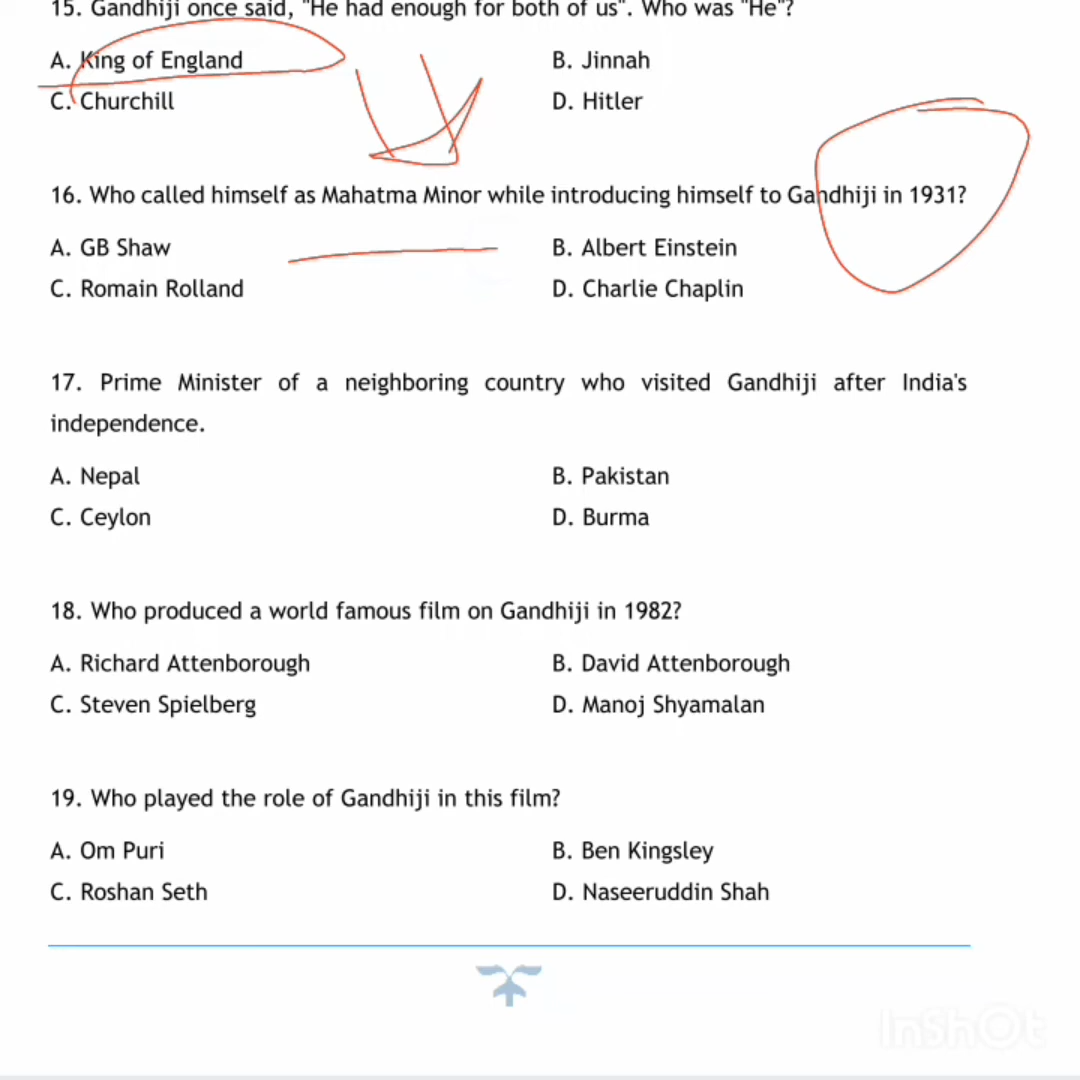 15. Gandhiji once said, "He had enough for both of us". Who was "He"?
A. King of England B. Jinnah
C. Churchill D. Hitler
16. Who called himself as Mahatma Minor while introducing himself to Gandhiji in 1931?
A. GB Shaw B. Albert Einstein
C. Romain Rolland D. Charlie Chaplin
17. Prime Minister of a neighboring country who visited Gandhiji after India's
independence.
A. Nepal B. Pakistan
C. Ceylon D. Burma
18. Who produced a world famous film on Gandhiji in 1982?
A. Richard Attenborough B. David Attenborough
C. Steven Spielberg D. Manoj Shyamalan
19. Who played the role of Gandhiji in this film?
A. Om Puri B. Ben Kingsley
C. Roshan Seth D. Naseeruddin Shah
InShOt